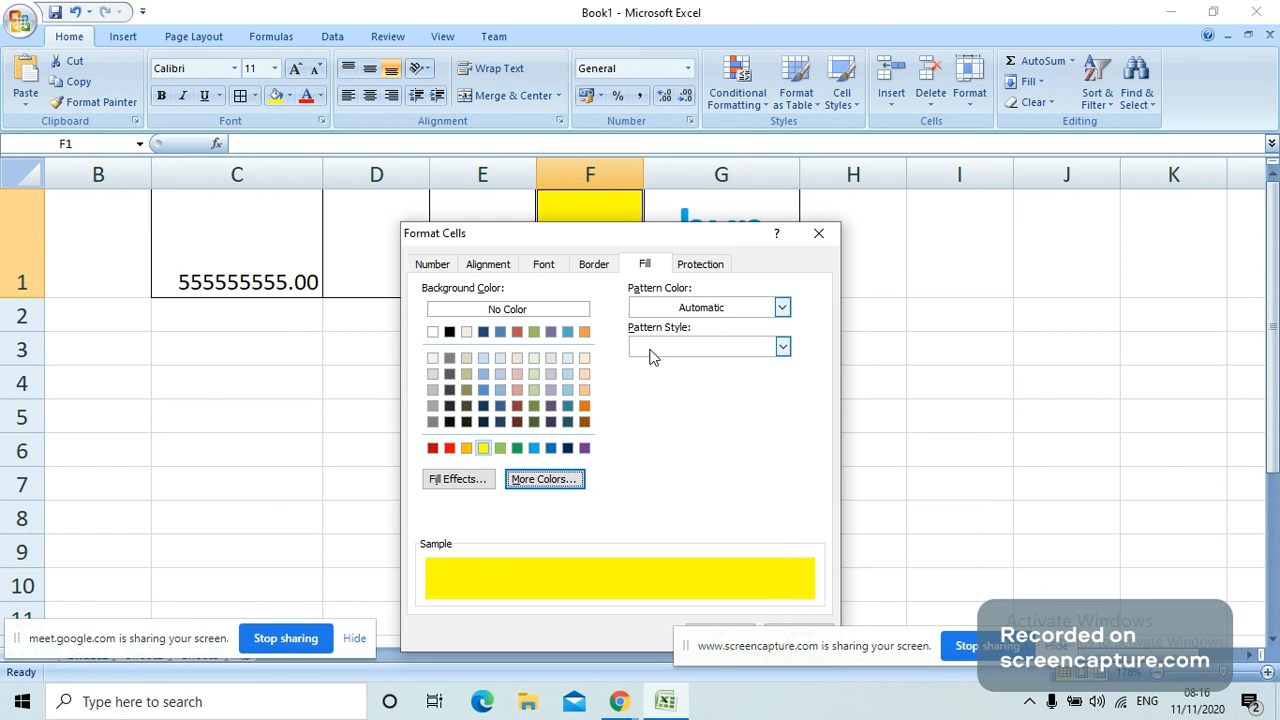 Book1 - Microsoft Excel
Home Insert Page Layout Formulas Data Review View Team
Cut
Copy
Format Painter
Paste
Clipboard
Calibri 11
B I U
Font
Wrap Text
Merge & Center
Alignment
General
% ,
Number
Conditional Formatting
Format as Table
Cell Styles
Styles
Insert
Delete
Format
Cells
AutoSum
Fill
Clear
Sort & Filter
Find & Select
Editing
F1
fx
B C D E F G H I J K
1
555555555.00
2
3
4
5
6
7
8
9
10
11
Format Cells
?
Number Alignment Font Border Fill Protection
Background Color:
No Color
Fill Effects...
More Colors...
Pattern Color:
Automatic
Pattern Style:
Sample
meet.google.com is sharing your screen.
Stop sharing
Hide
www.screencapture.com is sharing your screen.
Stop sharing
Hide
Activate Windows
Recorded on
screencapture.com
Ready
178%
Type here to search
ENG
08:16
11/11/2020
2